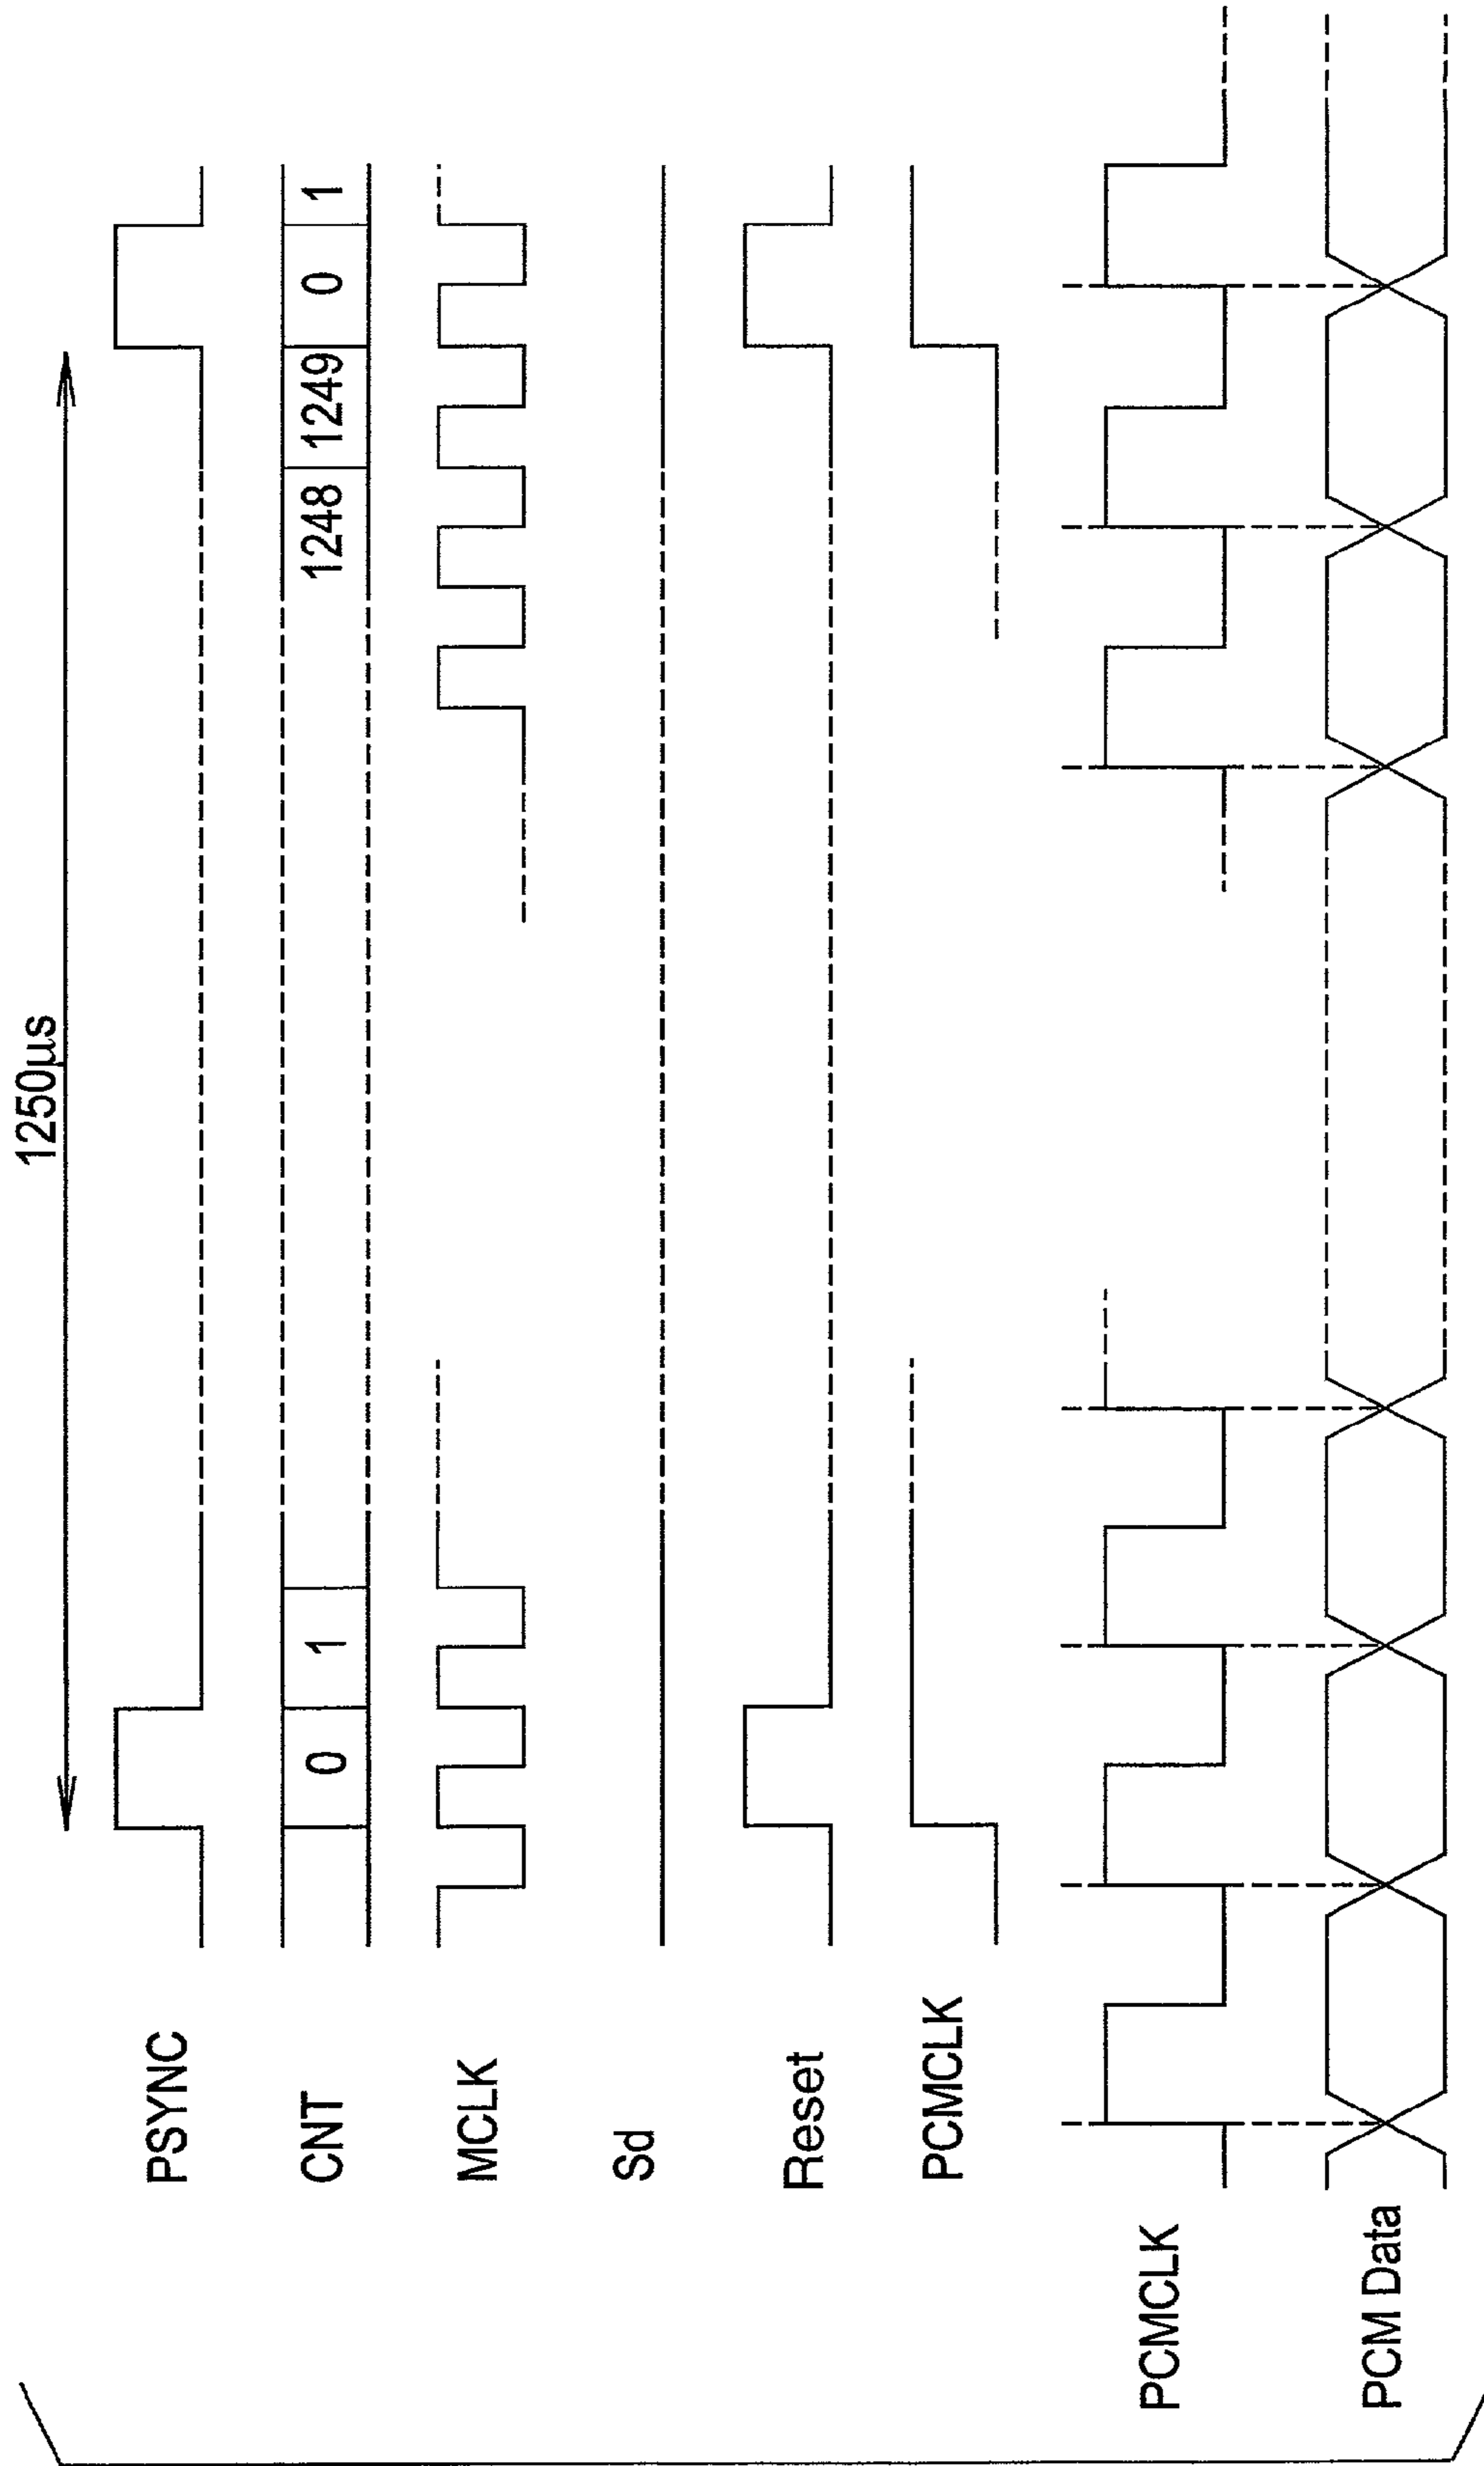 1250µs
PSYNC
CNT 0 1 1248 1249 0 1
MCLK
Sd
Reset
PCMCLK
PCMCLK
PCM Data